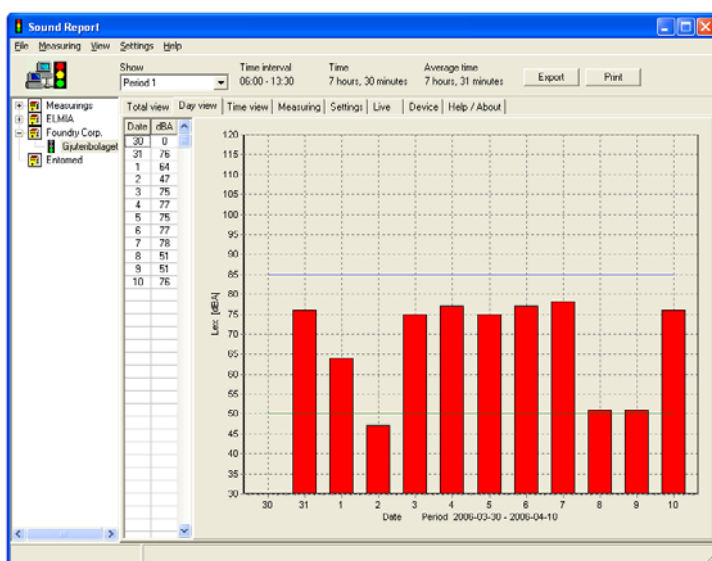 Sound Report
File Measuring View Settings Help
Show
Period 1
Time interval
06:00 - 13:30
Time
7 hours, 30 minutes
Average time
7 hours, 31 minutes
Export
Print
Measurings
ELMIA
Foundry Corp.
Gjuteribolaget
Entomed
Total view Day view Time view Measuring Settings Live Device Help / About
Date dBA
30 0
31 76
1 64
2 47
3 75
4 77
5 75
6 77
7 78
8 51
9 51
10 76
Lex [dBA]
120
115
110
105
100
95
90
85
80
75
70
65
60
55
50
45
40
35
30
30 31 1 2 3 4 5 6 7 8 9 10
Date Period 2006-03-30 - 2006-04-10